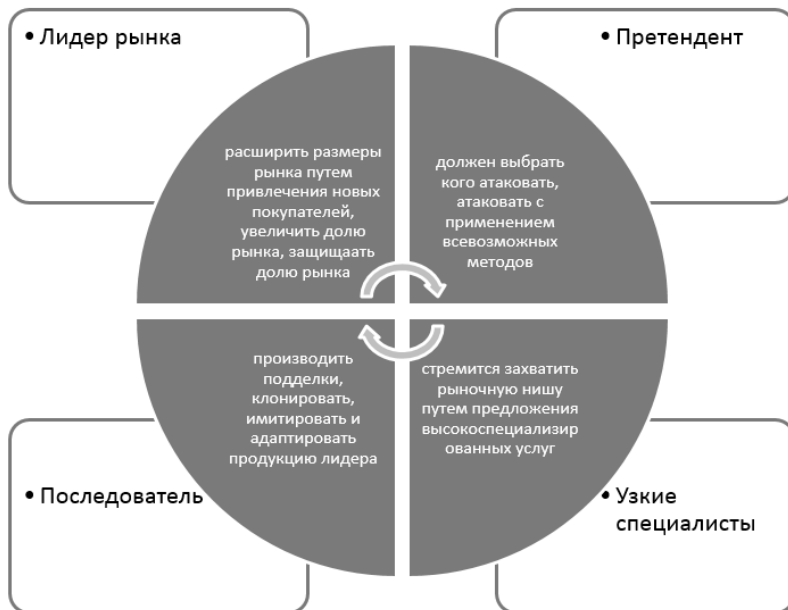 • Лидер рынка
• Претендент
расширить размеры
рынка путем
привлечения новых
покупателей,
увеличить долю
рынка, защищаать
долю рынка
должен выбрать
кого атаковать,
атаковать с
применением
всевозможных
методов
производить
подделки,
клонировать,
имитировать и
адаптировать
продукцию лидера
стремится захватить
рыночную нишу
путем предложения
высокоспециализир
ованных услуг
• Последователь
• Узкие
специалисты